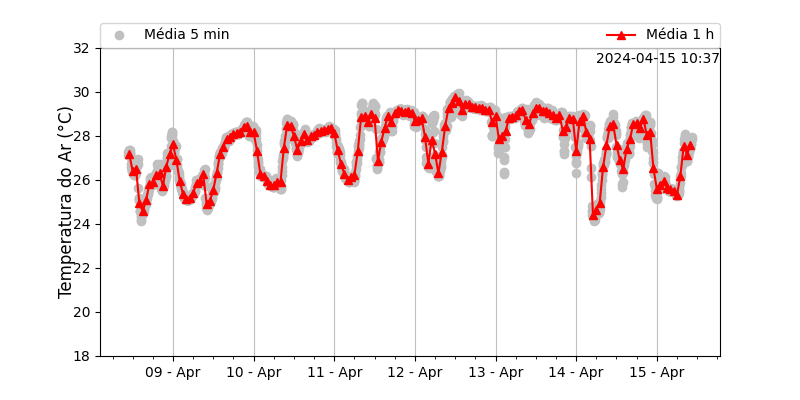 Média 5 min
Média 1 h
2024-04-15 10:37
Temperatura do Ar (°C)
32
30
28
26
24
22
20
18
09 - Apr
10 - Apr
11 - Apr
12 - Apr
13 - Apr
14 - Apr
15 - Apr